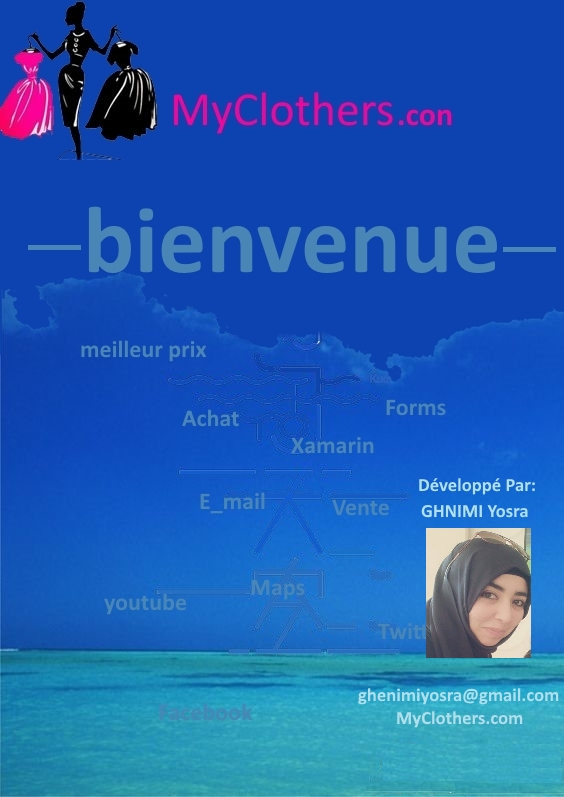 MyClothers.con
bienvenue
meilleur prix
Achat
Forms
Xamarin
Développé Par:
GHNIMI Yosra
E_mail
Vente
Maps
youtube
Twitt
ghenimiyosra@gmail.com
MyClothers.com
Facebook